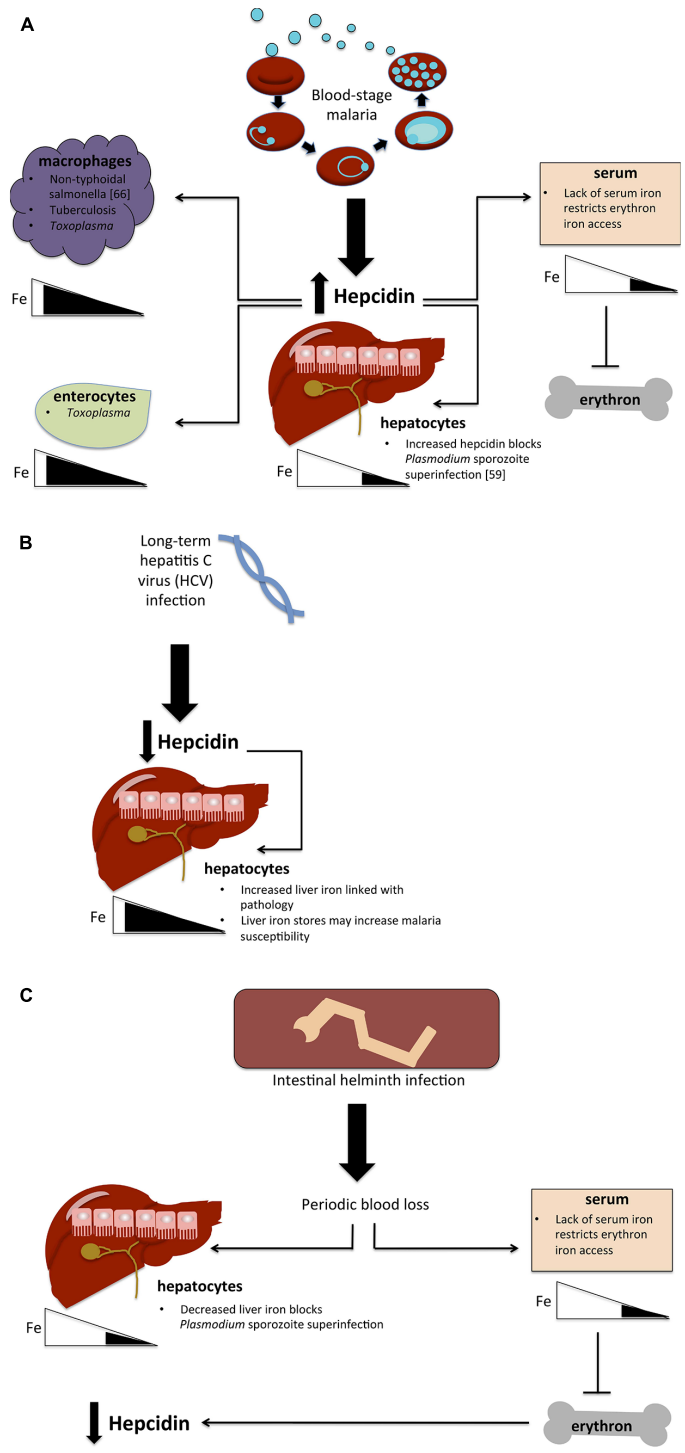 A
Blood-stage
malaria
macrophages
• Non-typhoidal
salmonella [66]
• Tuberculosis
• Toxoplasma
Fe
serum
• Lack of serum iron
restricts erythron
iron access
Fe
Hepcidin
erythron
enterocytes
• Toxoplasma
Fe
hepatocytes
• Increased hepcidin blocks
Plasmodium sporozoite
superinfection [59]
Fe
B
Long-term
hepatitis C
virus (HCV)
infection
Hepcidin
hepatocytes
• Increased liver iron linked with
pathology
• Liver iron stores may increase malaria
susceptibility
Fe
C
Intestinal helminth infection
Periodic blood loss
serum
• Lack of serum iron
restricts erythron
iron access
Fe
hepatocytes
• Decreased liver iron blocks
Plasmodium sporozoite superinfection
Fe
Hepcidin
erythron